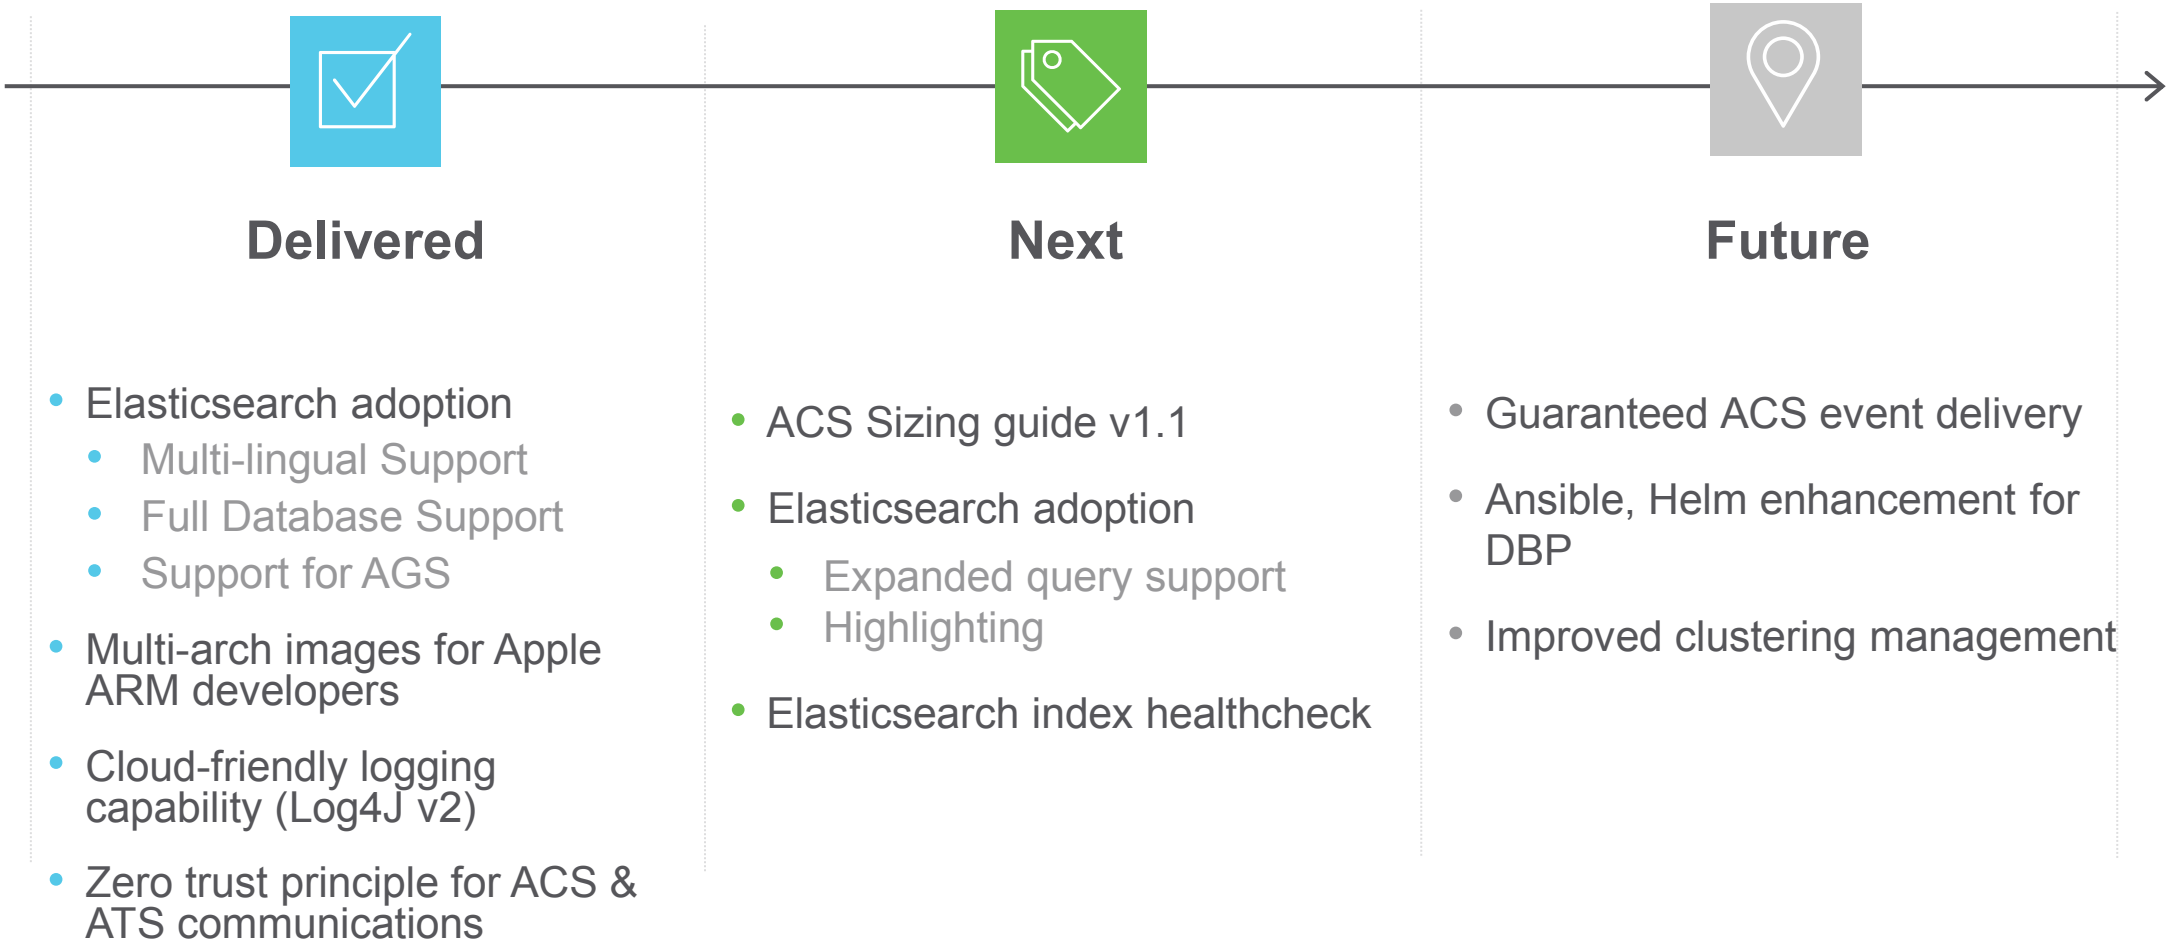 Delivered
Elasticsearch adoption
Multi-lingual Support
Full Database Support
Support for AGS
Multi-arch images for Apple
ARM developers
Cloud-friendly logging
capability (Log4J v2)
Zero trust principle for ACS &
ATS communications
Next
ACS Sizing guide v1.1
Elasticsearch adoption
Expanded query support
Highlighting
Elasticsearch index healthcheck
Future
Guaranteed ACS event delivery
Ansible, Helm enhancement for
DBP
Improved clustering management